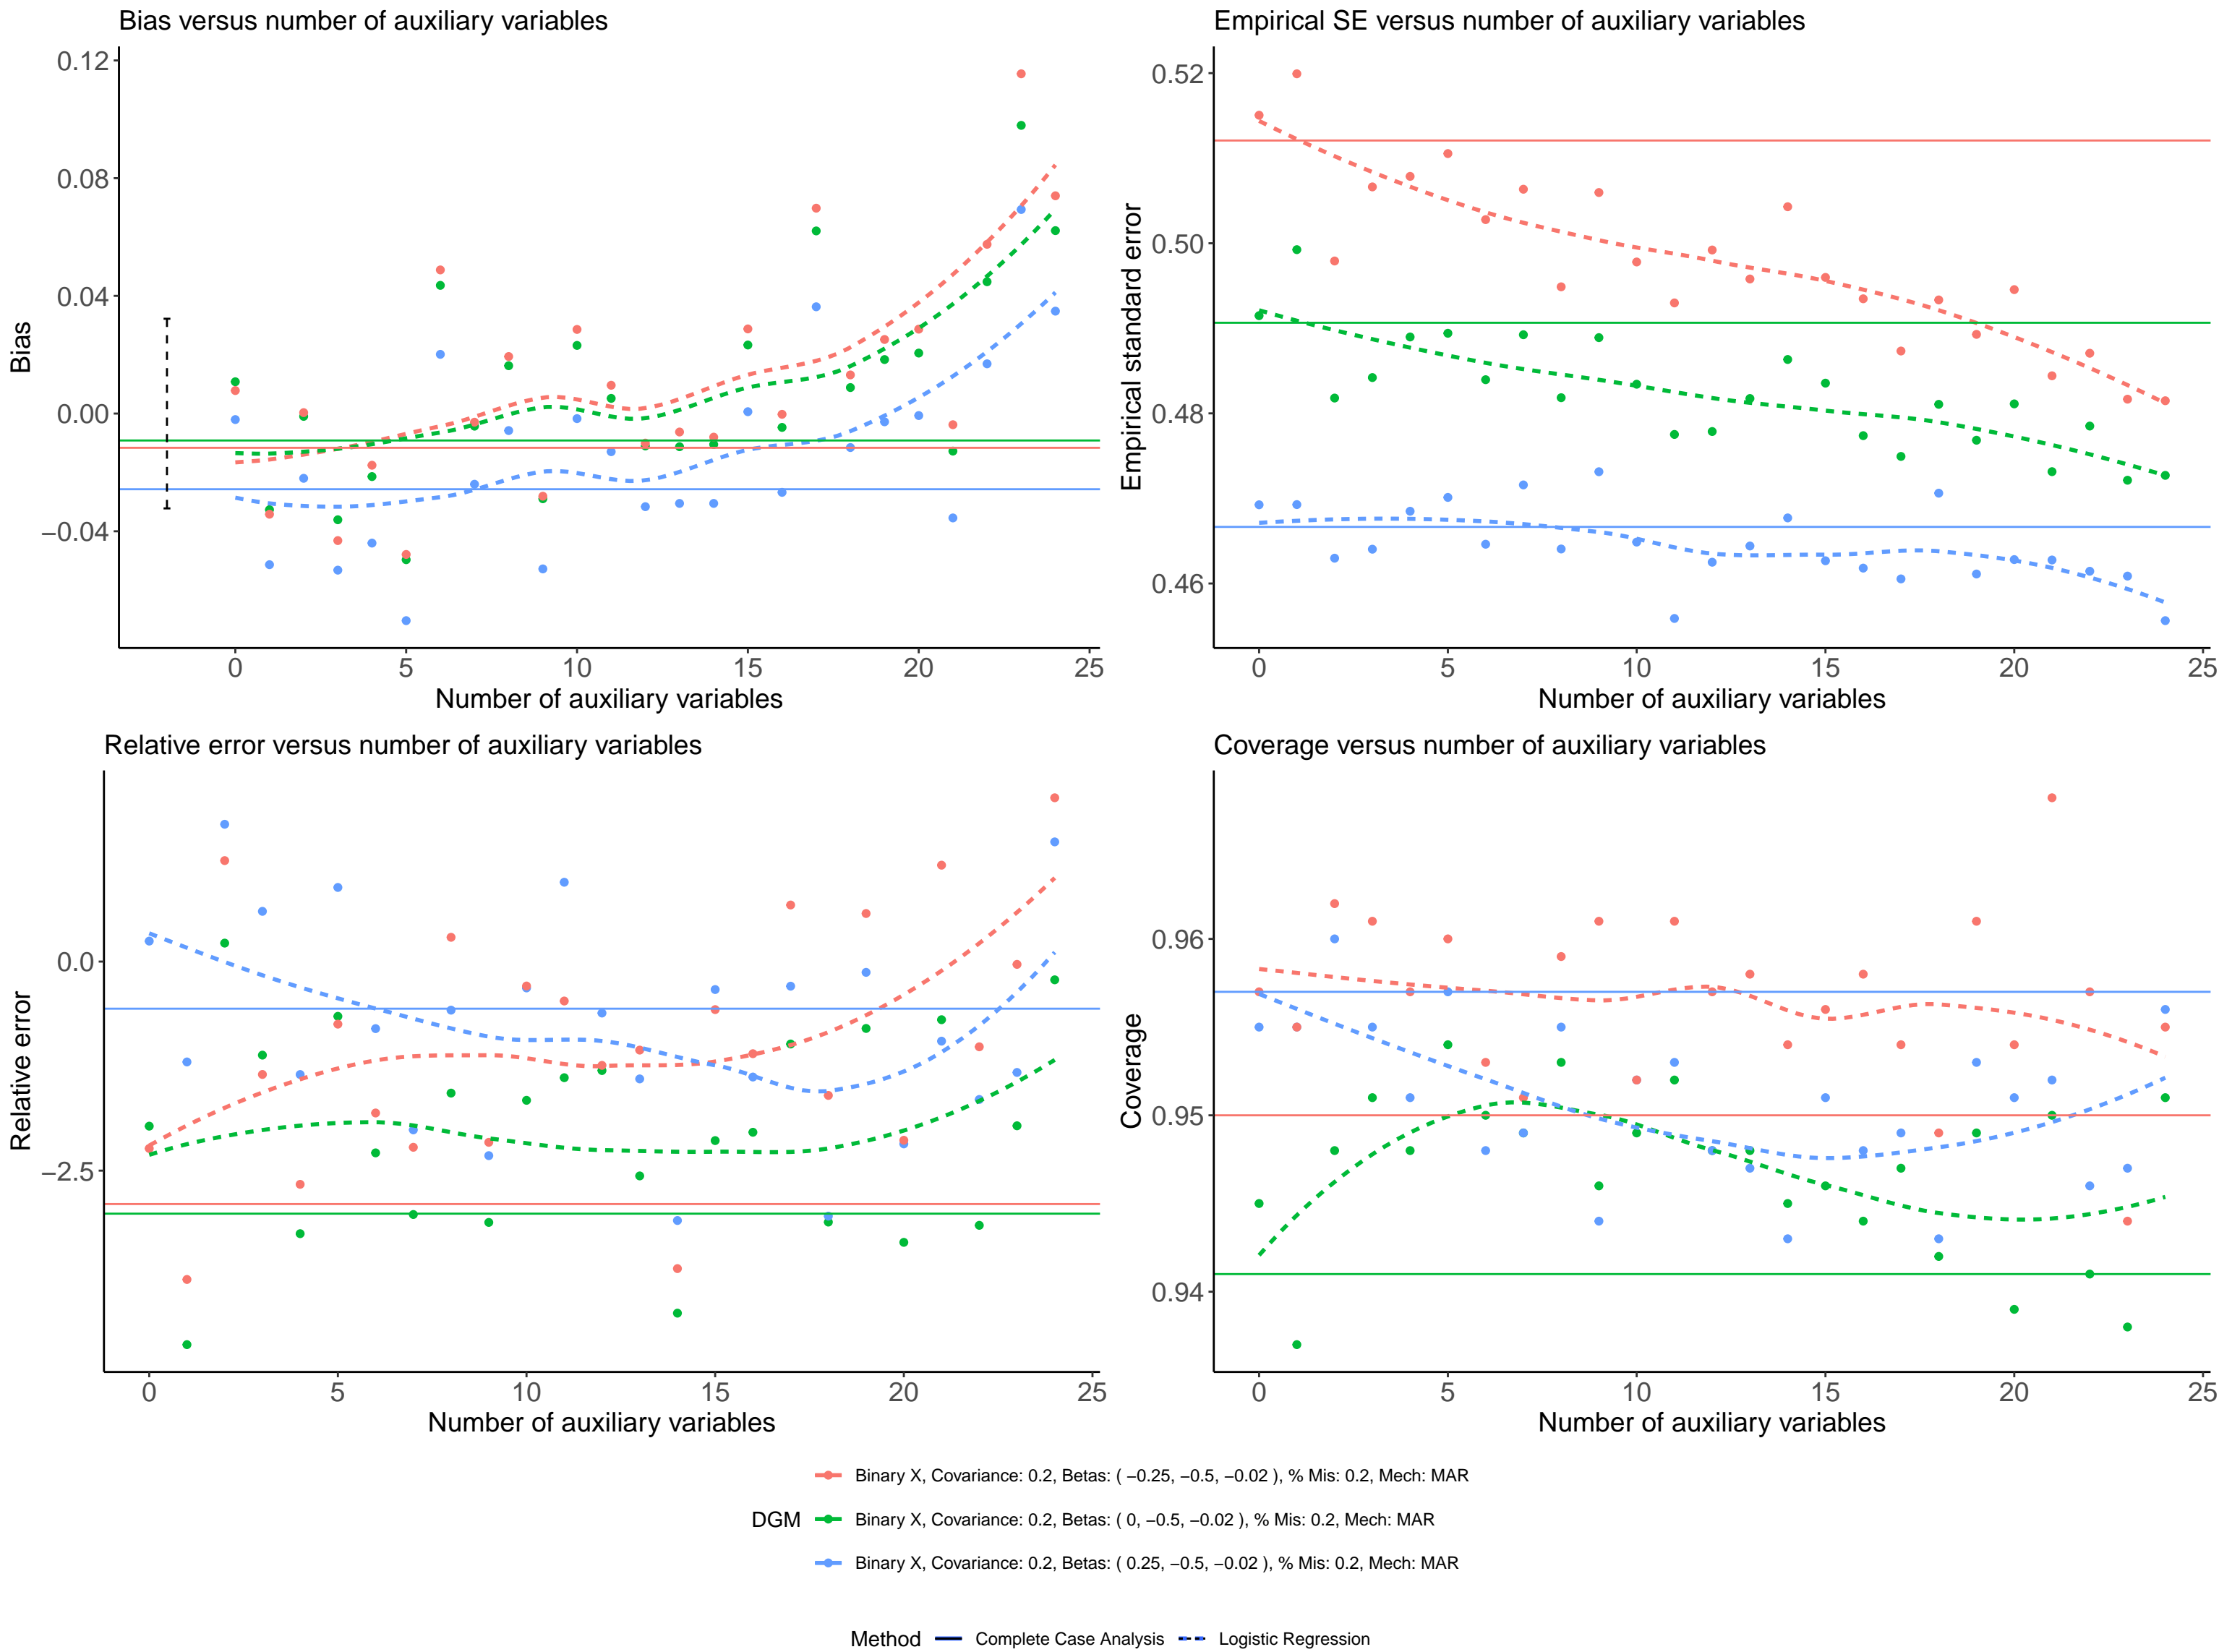 Bias versus number of auxiliary variables
0.12
0.08
0.04
0.00
−0.04
Bias
0 5 10 15 20 25
Number of auxiliary variables
Empirical SE versus number of auxiliary variables
0.52
0.50
0.48
0.46
Empirical standard error
0 5 10 15 20 25
Number of auxiliary variables
Relative error versus number of auxiliary variables
0.0
−2.5
Relative error
0 5 10 15 20 25
Number of auxiliary variables
Coverage versus number of auxiliary variables
0.96
0.95
0.94
Coverage
0 5 10 15 20 25
Number of auxiliary variables
DGM
Binary X, Covariance: 0.2, Betas: ( −0.25, −0.5, −0.02 ), % Mis: 0.2, Mech: MAR
Binary X, Covariance: 0.2, Betas: ( 0, −0.5, −0.02 ), % Mis: 0.2, Mech: MAR
Binary X, Covariance: 0.2, Betas: ( 0.25, −0.5, −0.02 ), % Mis: 0.2, Mech: MAR
Method Complete Case Analysis Logistic Regression